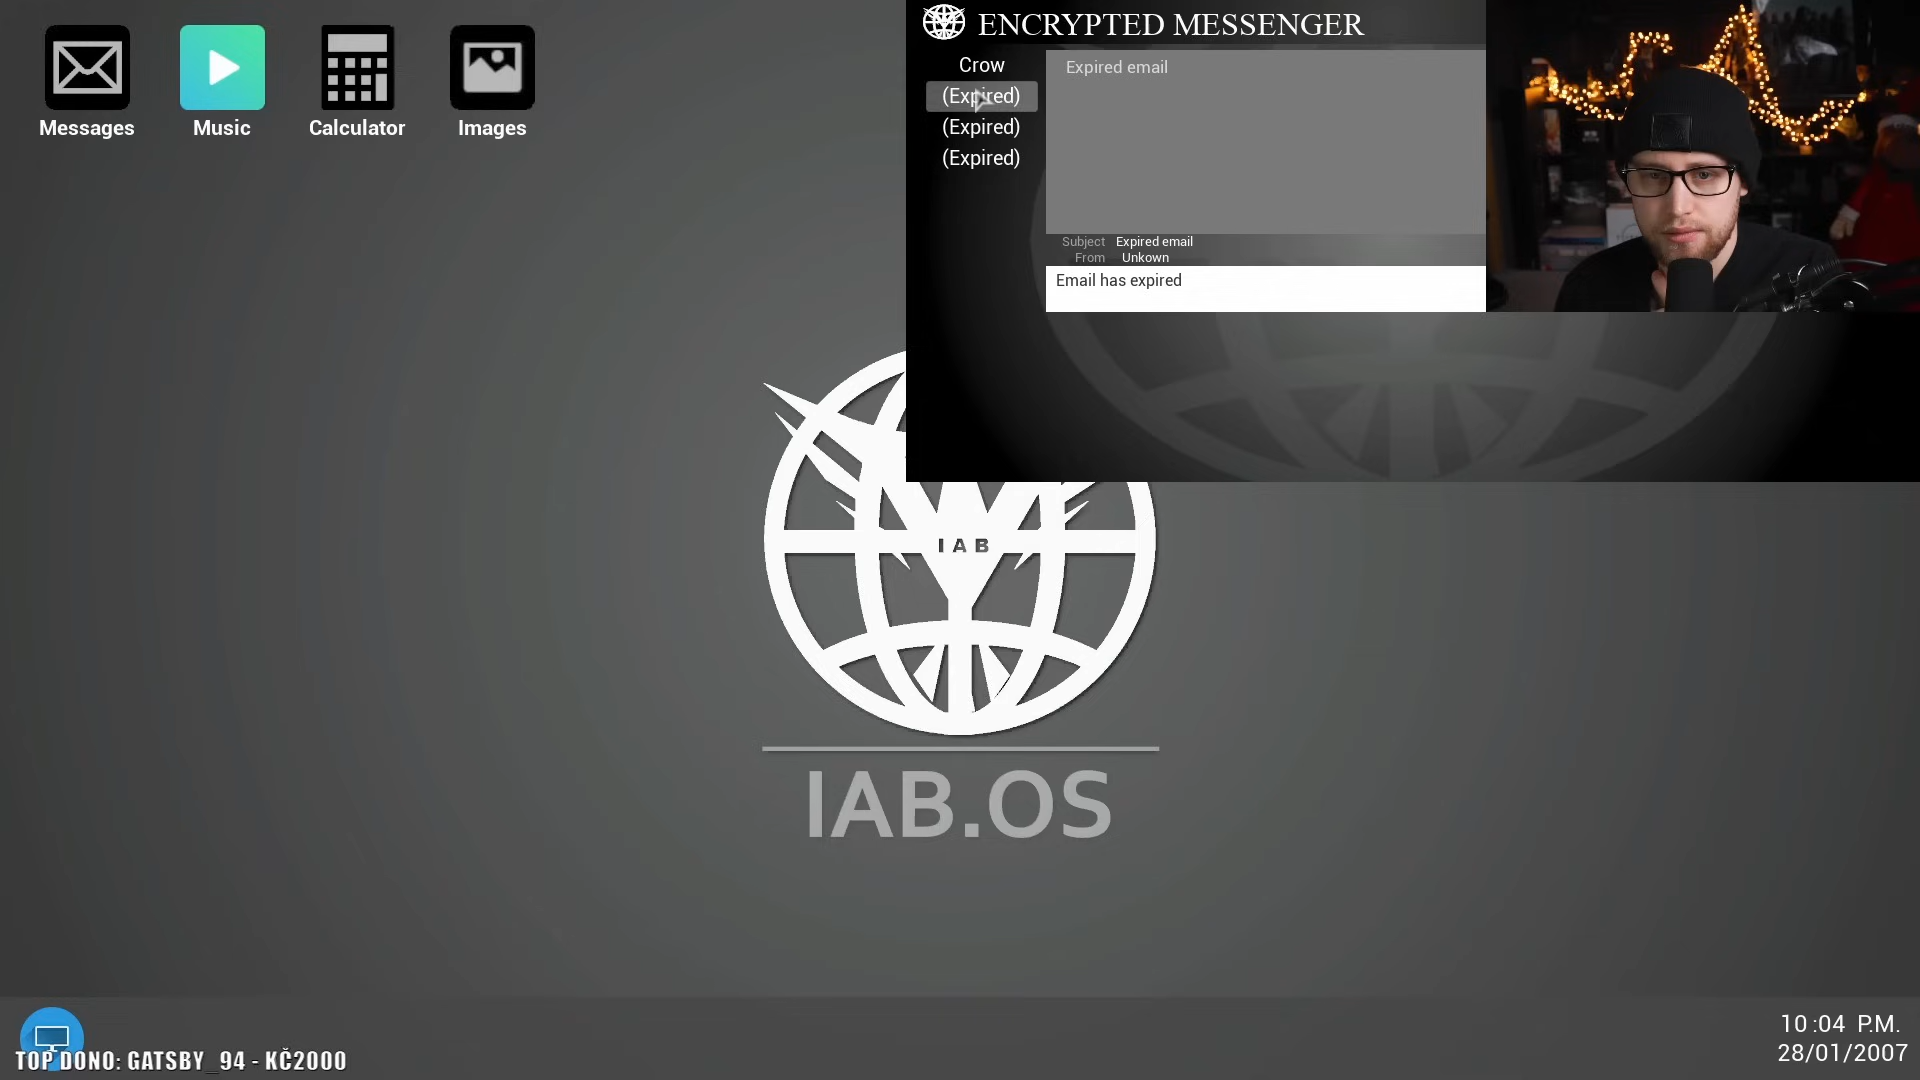 Messages
Music
Calculator
Images
ENCRYPTED MESSENGER
Crow
(Expired)
(Expired)
(Expired)
Expired email
Subject Expired email
From Unkown
Email has expired
IAB
IAB.OS
TOP DONO: GATSBY_94 - KČ2000
10:04 P.M.
28/01/2007